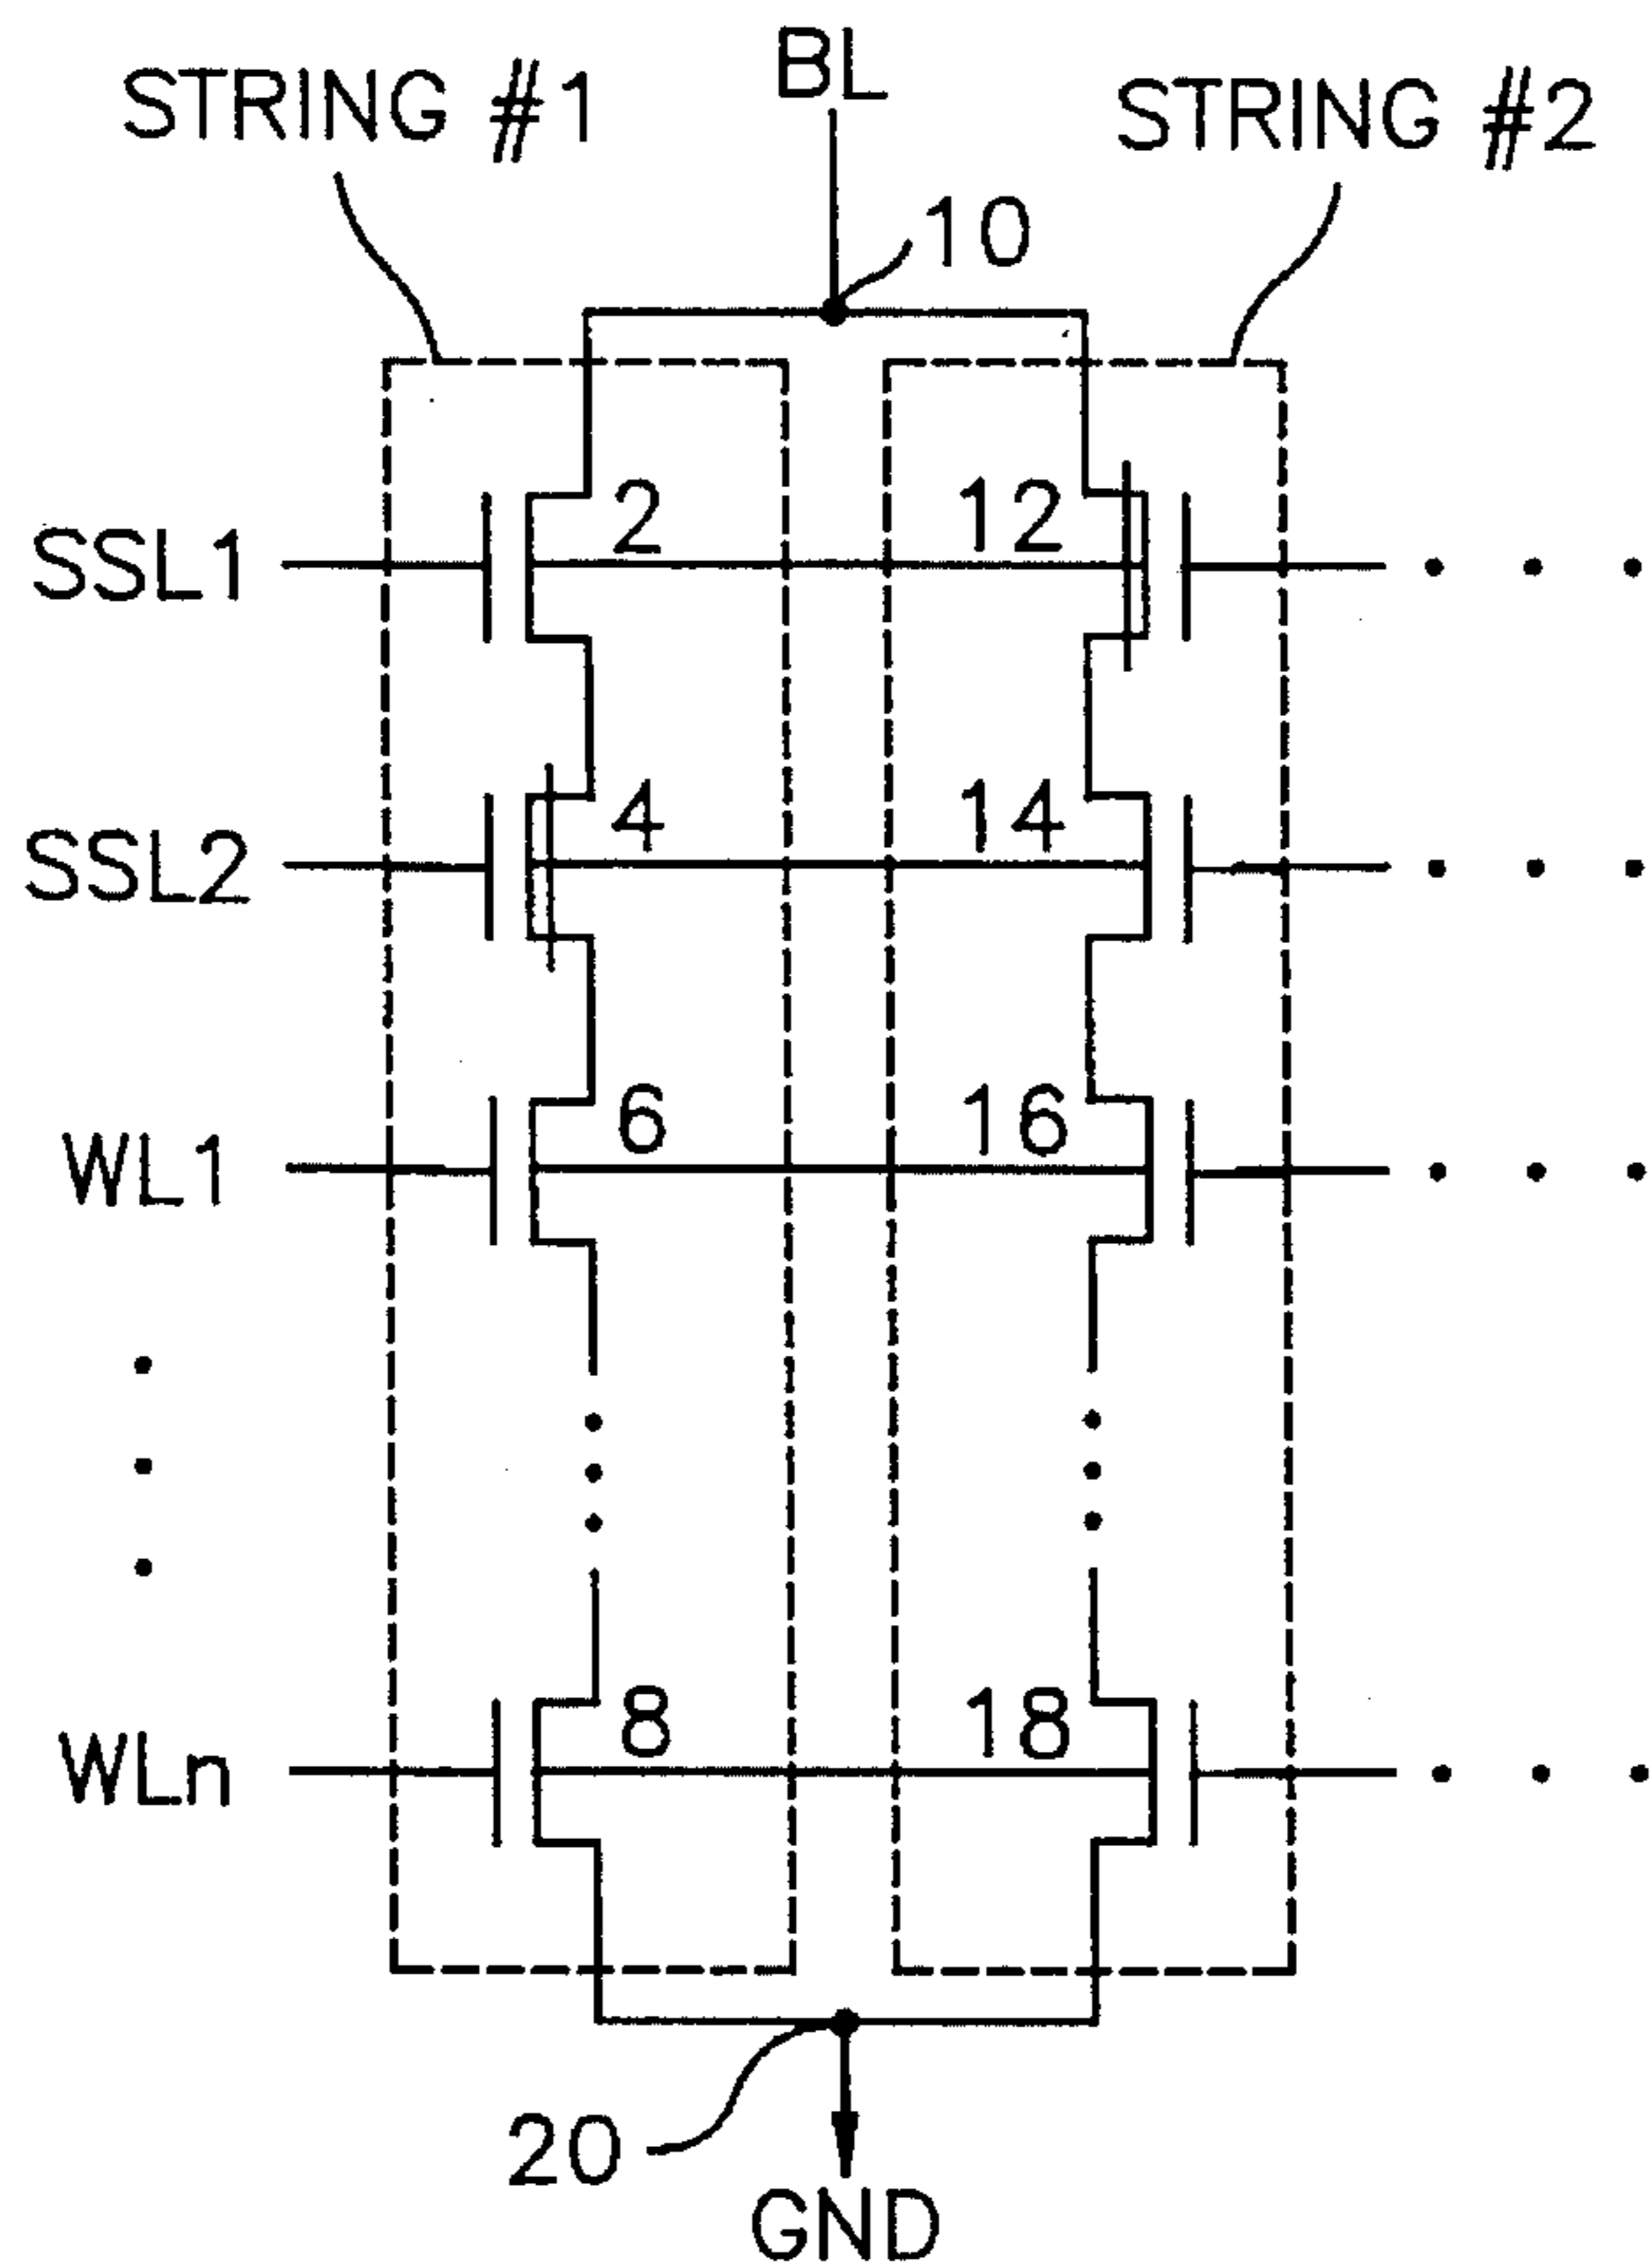 STRING #1
BL
STRING #2
10
SSL1
2
12
SSL2
4
14
WL1
6
16
WLn
8
18
20
GND